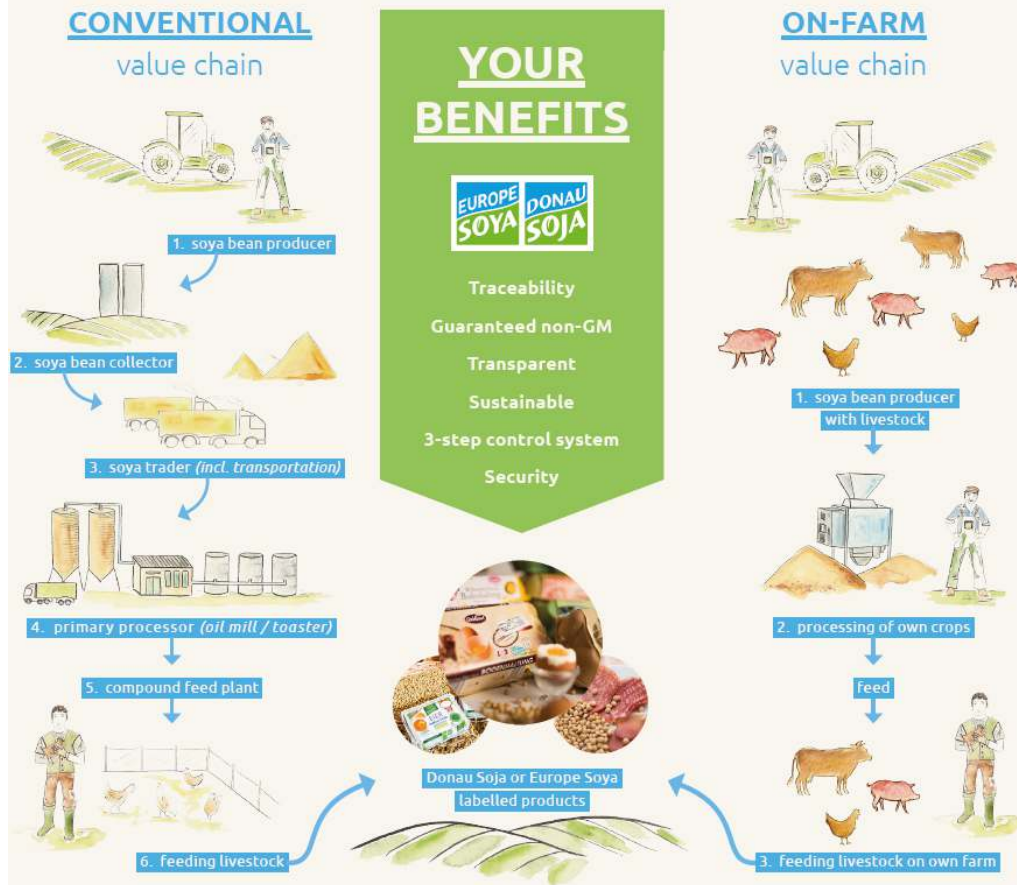 CONVENTIONAL
value chain
1. soya bean producer
2. soya bean collector
3. soya trader (incl. transportation)
4. primary processor (oil mill / toaster)
5. compound feed plant
6. feeding livestock
YOUR
BENEFITS
EUROPE
SOYA
DONAU
SOJA
Traceability
Guaranteed non-GM
Transparent
Sustainable
3-step control system
Security
Donau Soja or Europe Soya
labelled products
ON-FARM
value chain
1. soya bean producer
with livestock
2. processing of own crops
feed
3. feeding livestock on own farm